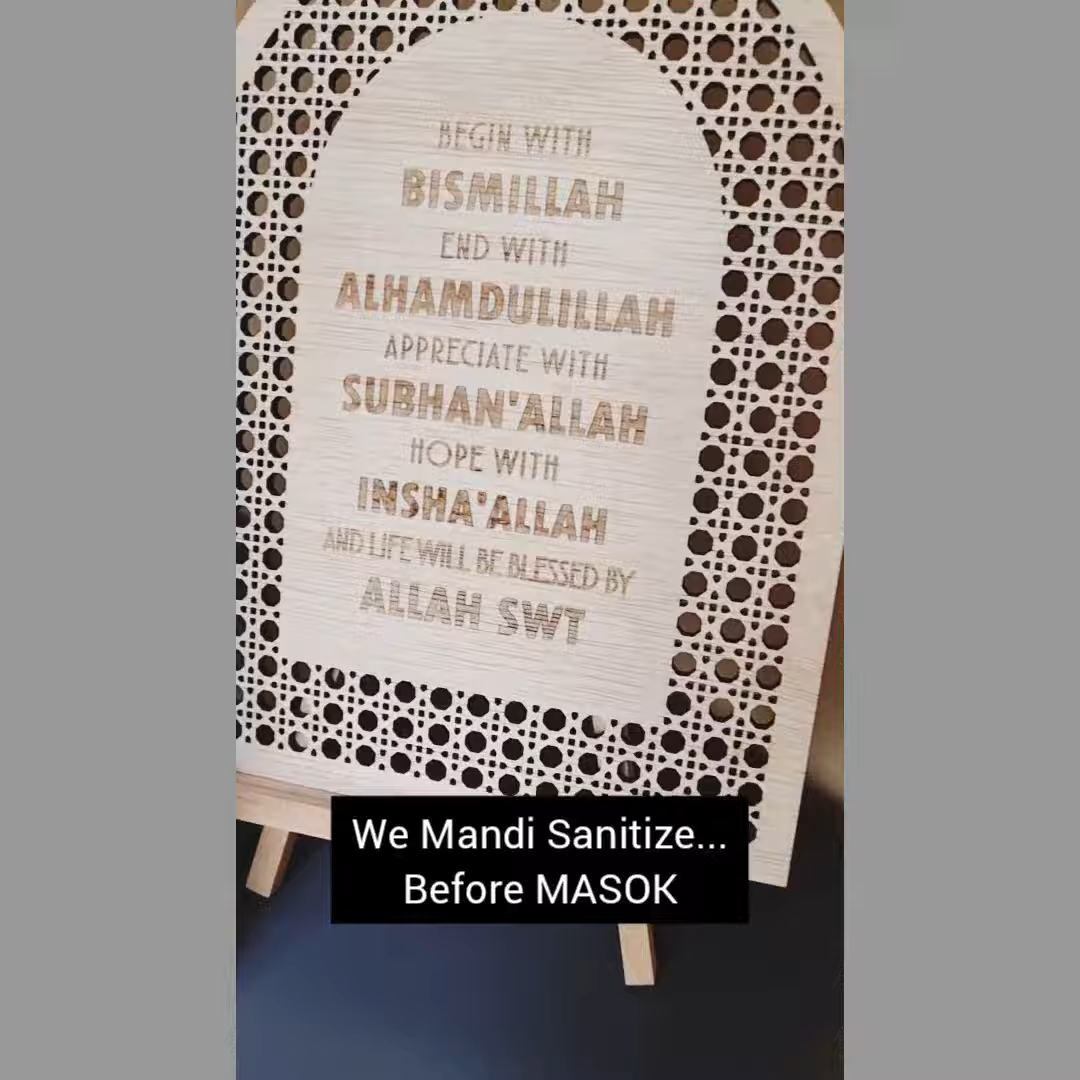 BEGIN WITH
BISMILLAH
END WITH
ALHAMDULILLAH
APPRECIATE WITH
SUBHAN'ALLAH
HOPE WITH
INSHA'ALLAH
AND LIFE WILL BE BLESSED BY
ALLAH SWT
We Mandi Sanitize...
Before MASOK